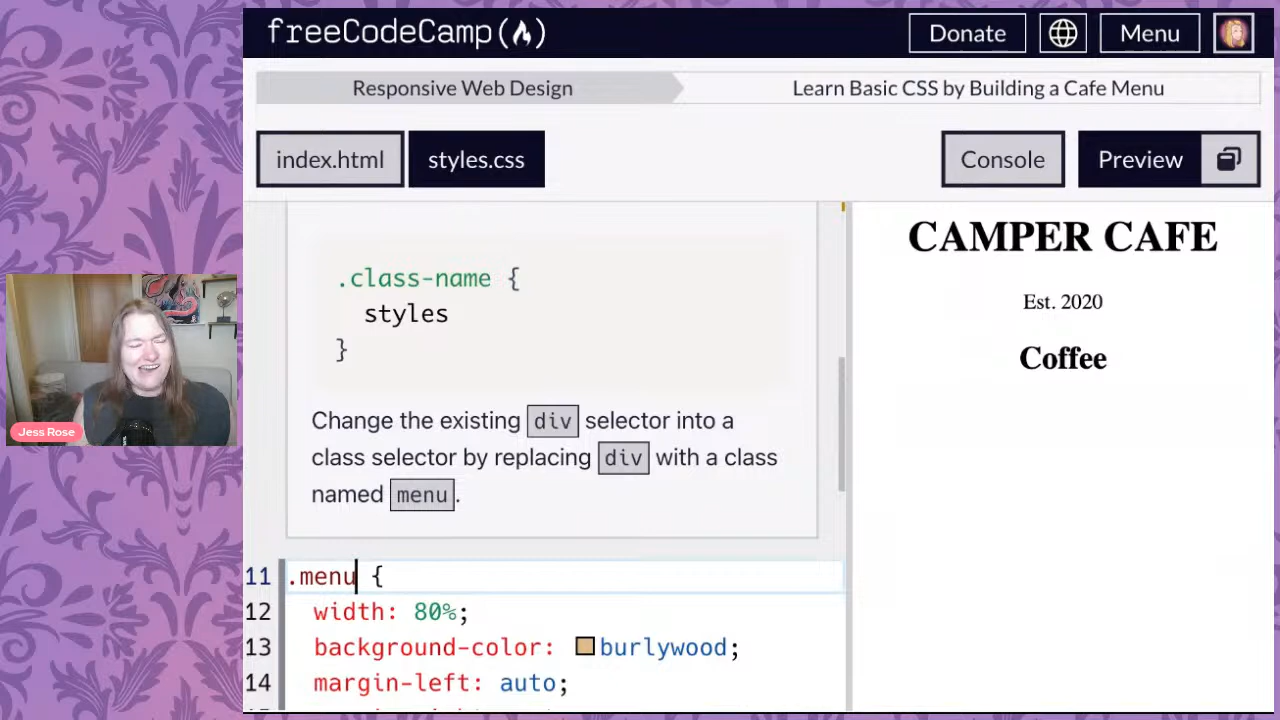 freeCodeCamp
Donate
Menu
Responsive Web Design
Learn Basic CSS by Building a Cafe Menu
index.html
styles.css
Console
Preview
.class-name {
styles
}
Change the existing div selector into a
class selector by replacing div with a class
named menu.
11 .menu {
12 width: 80%;
13 background-color: burlywood;
14 margin-left: auto;
CAMPER CAFE
Est. 2020
Coffee
Jess Rose